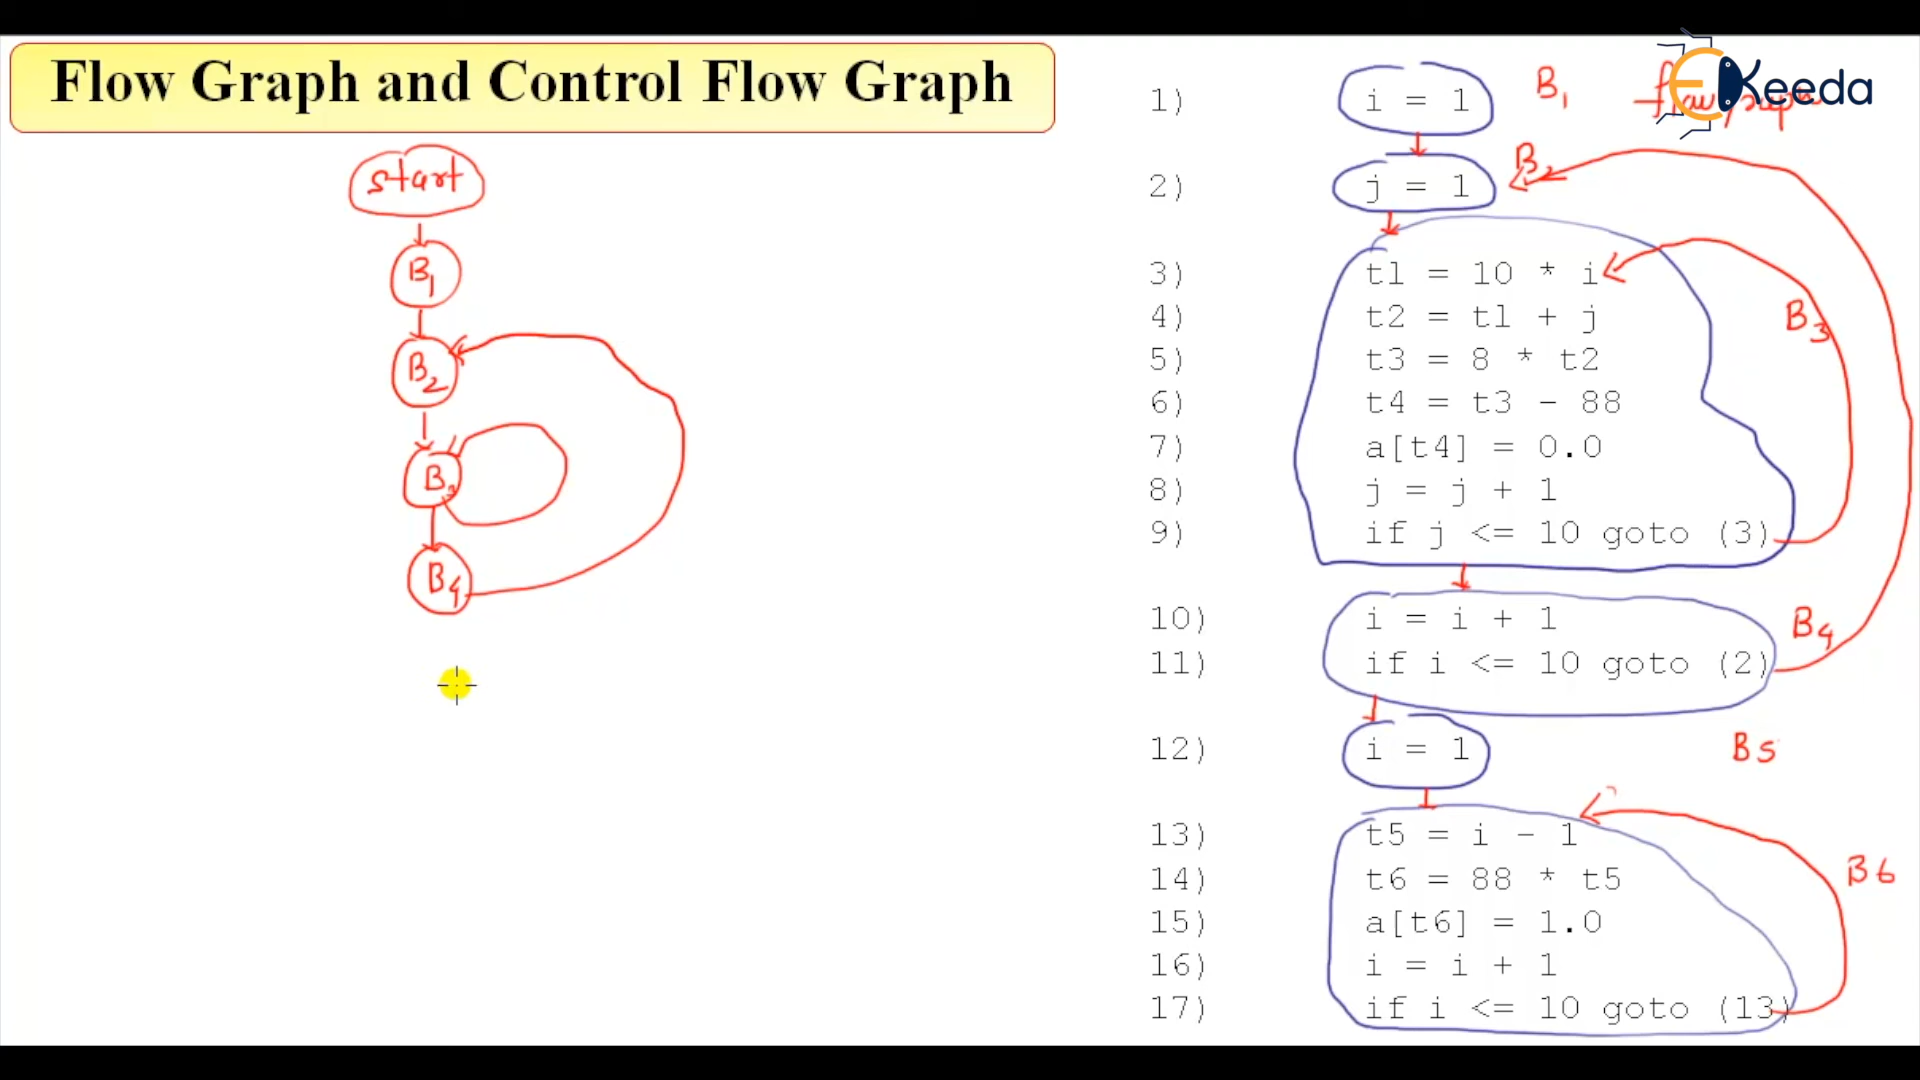 Flow Graph and Control Flow Graph
start
B1
B2
B3
B4
EKeeda
flow graph
1) i = 1 B1
2) j = 1 B2
3) t1 = 10 * i
4) t2 = t1 + j B3
5) t3 = 8 * t2
6) t4 = t3 - 88
7) a[t4] = 0.0
8) j = j + 1
9) if j <= 10 goto (3)
10) i = i + 1 B4
11) if i <= 10 goto (2)
12) i = 1 B5
13) t5 = i - 1
14) t6 = 88 * t5 B6
15) a[t6] = 1.0
16) i = i + 1
17) if i <= 10 goto (13)